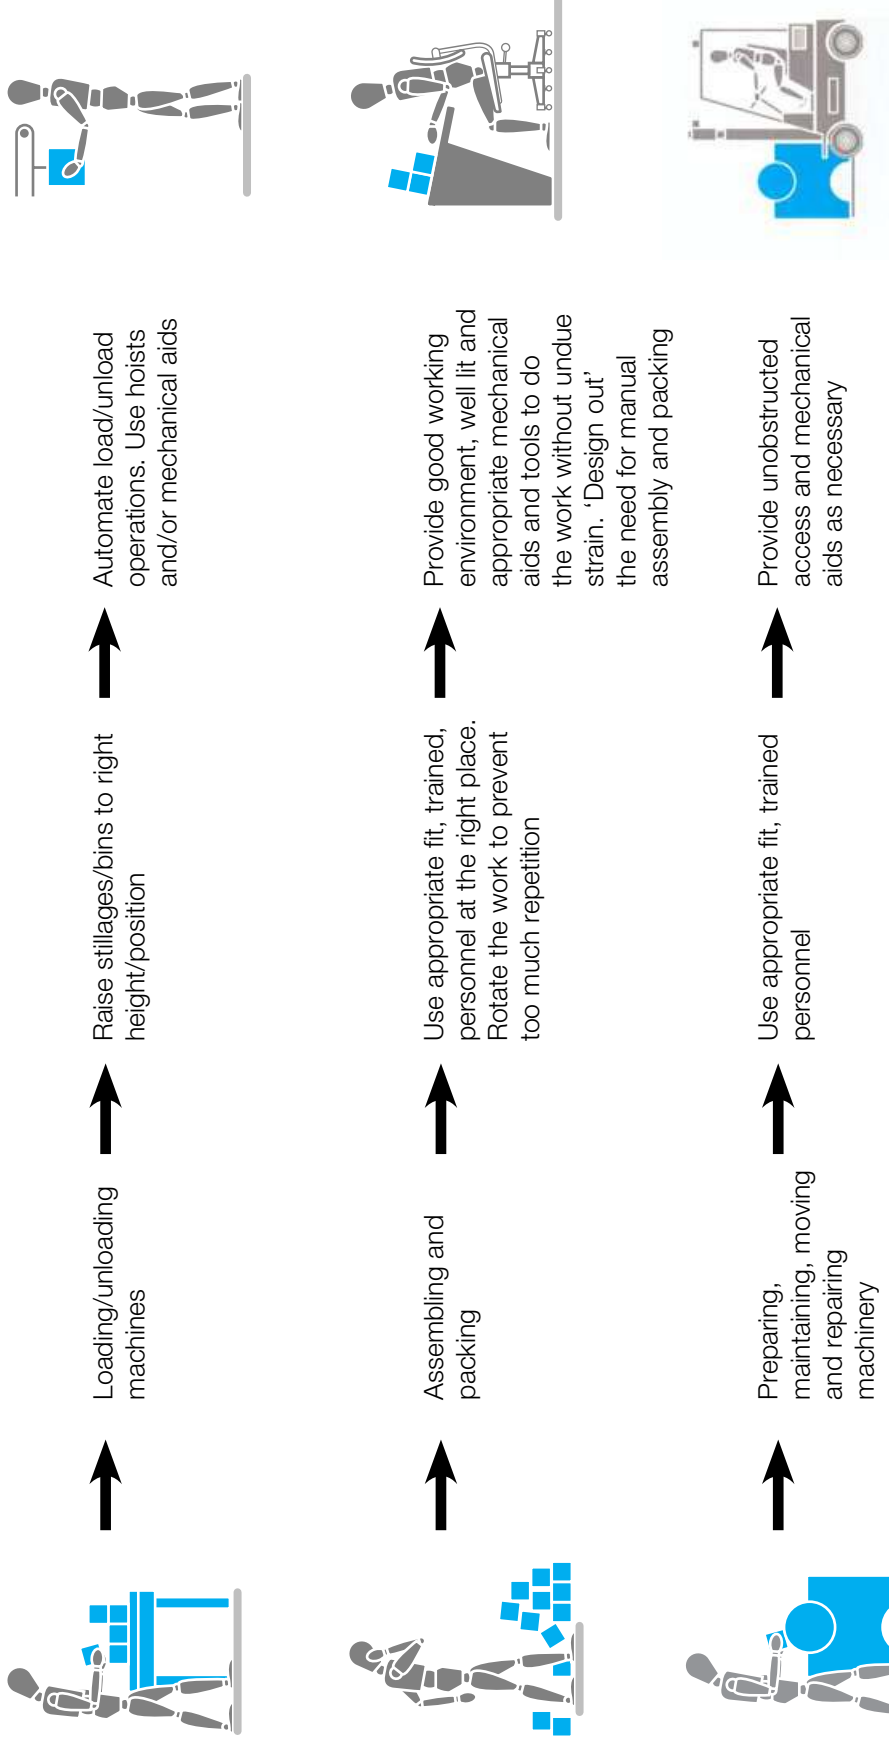 Loading/unloading
machines
Raise stillages/bins to right
height/position
Automate load/unload
operations. Use hoists
and/or mechanical aids
Assembling and
packing
Use appropriate fit, trained,
personnel at the right place.
Rotate the work to prevent
too much repetition
Provide good working
environment, well lit and
appropriate mechanical
aids and tools to do
the work without undue
strain. ‘Design out’
the need for manual
assembly and packing
Preparing,
maintaining, moving
and repairing
machinery
Use appropriate fit, trained
personnel
Provide unobstructed
access and mechanical
aids as necessary